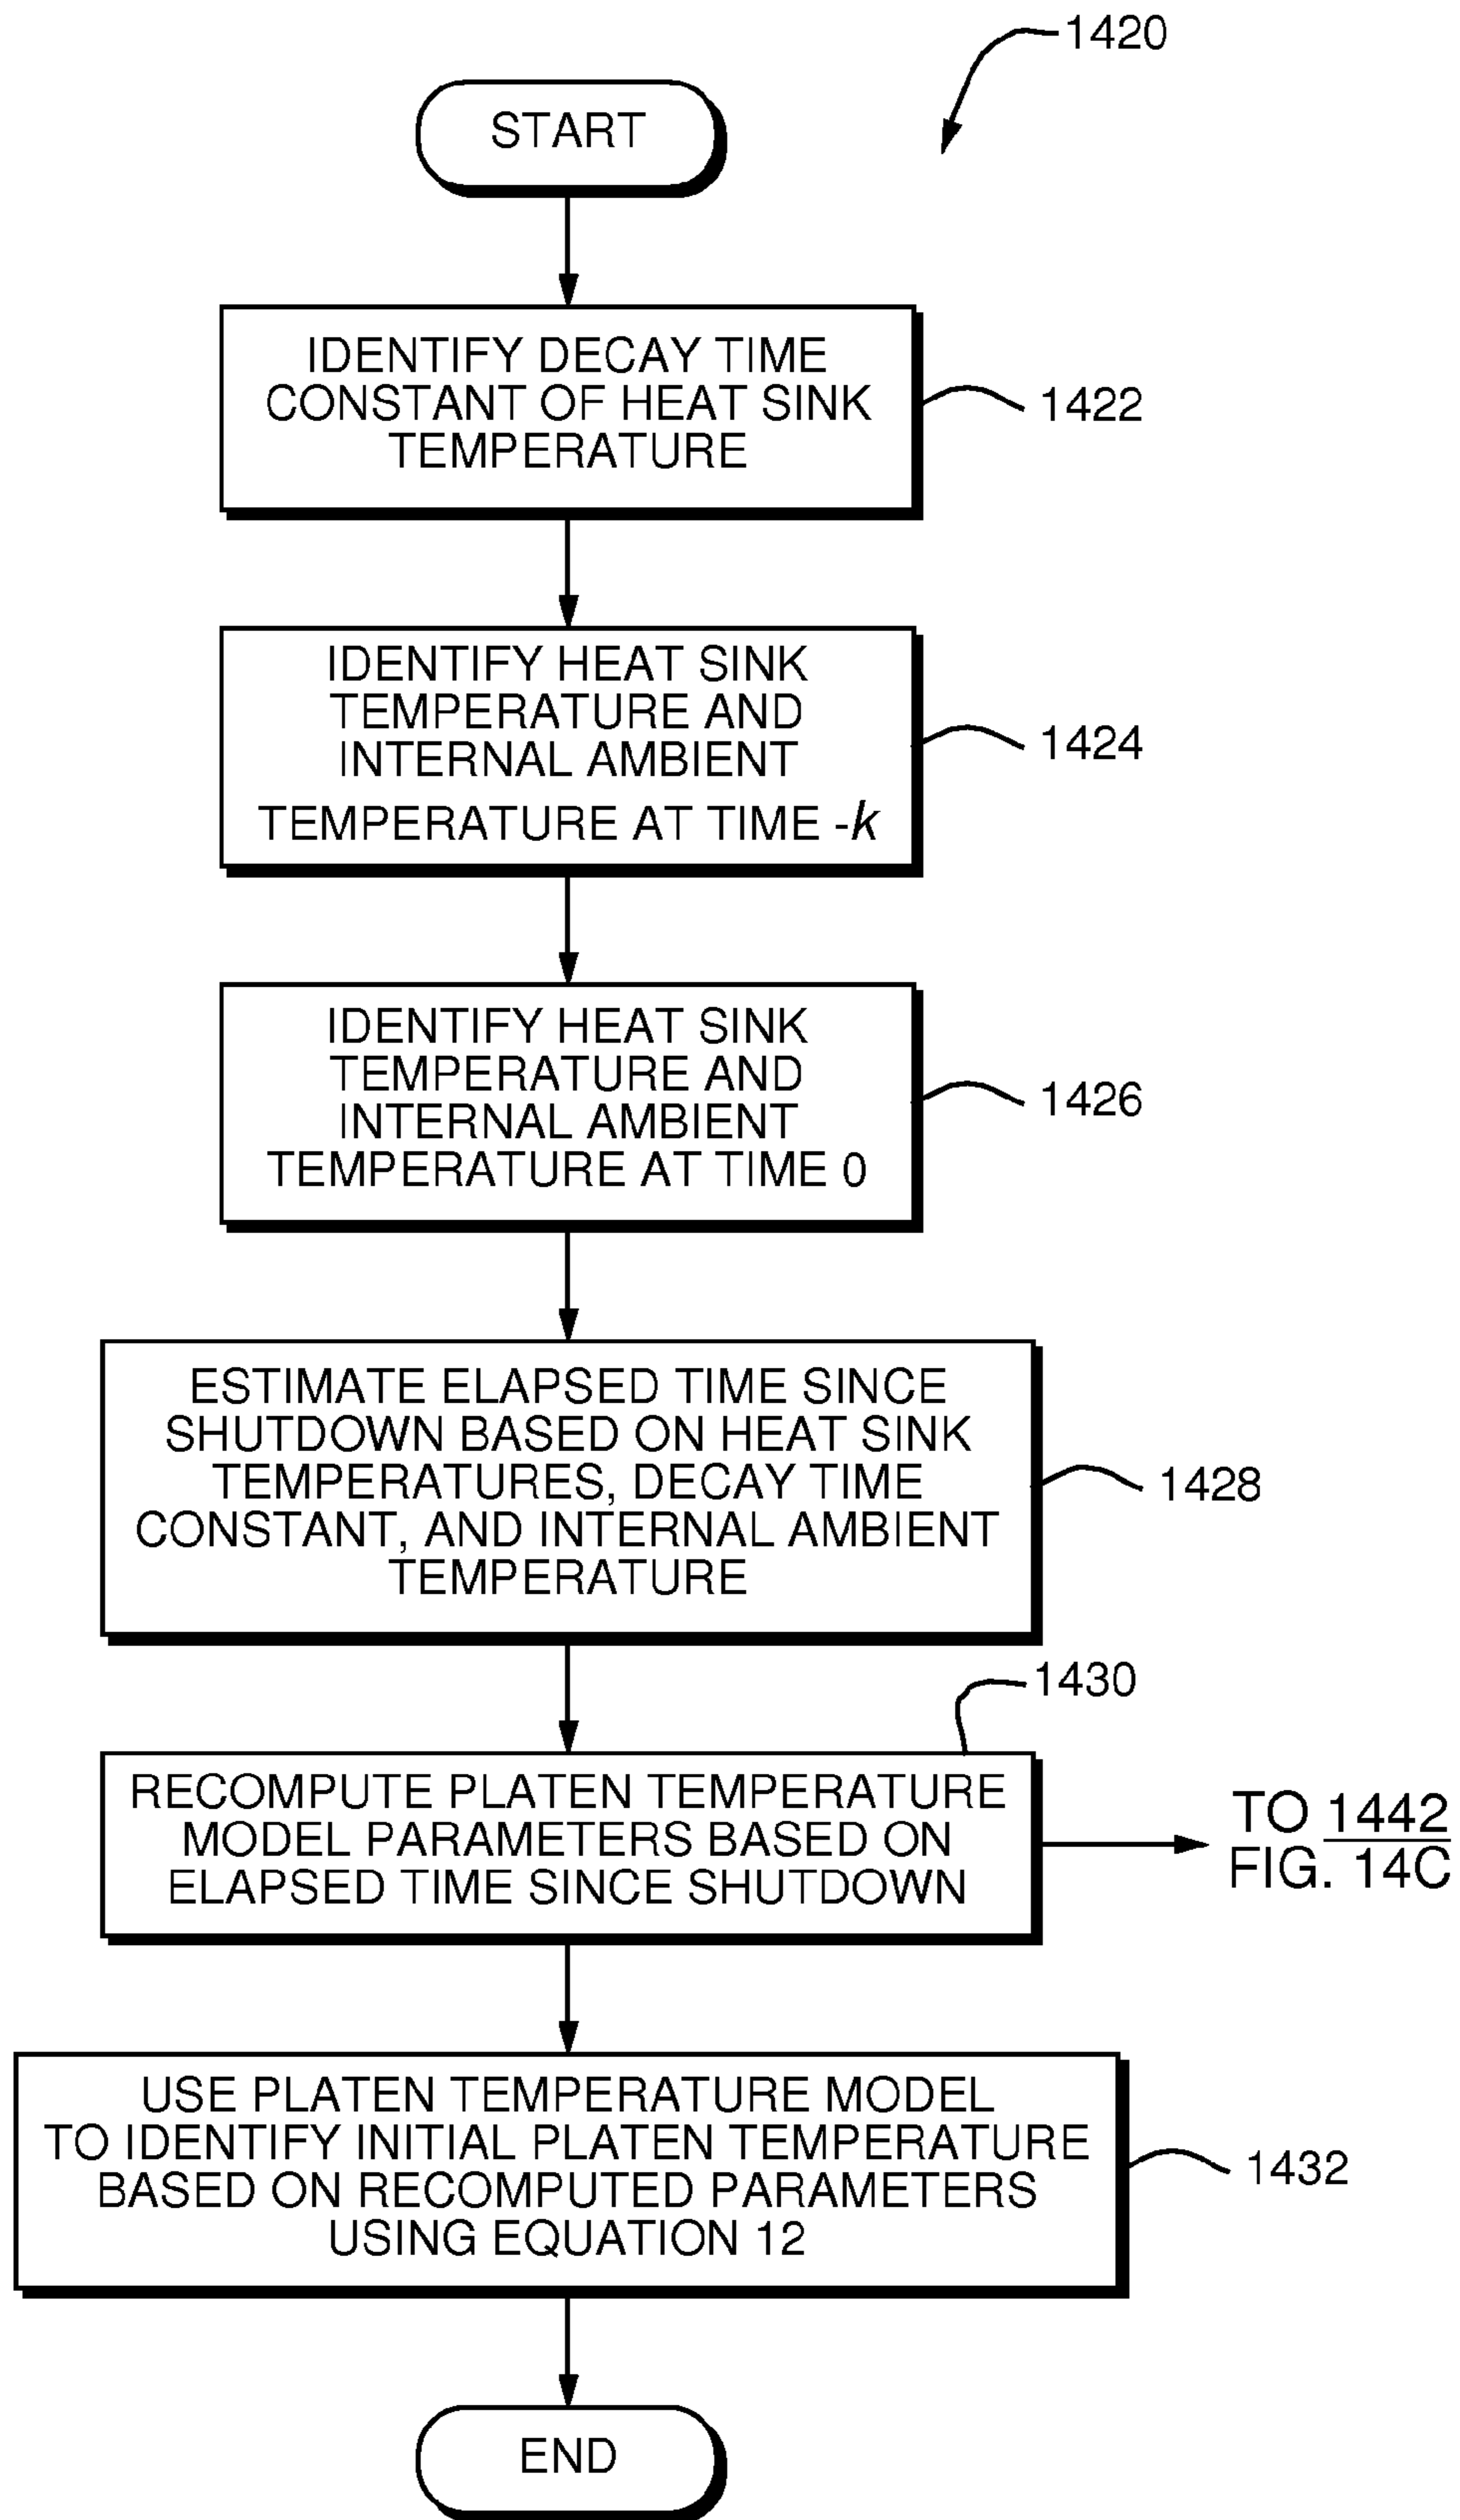 1420
START
IDENTIFY DECAY TIME
CONSTANT OF HEAT SINK
TEMPERATURE
1422
IDENTIFY HEAT SINK
TEMPERATURE AND
INTERNAL AMBIENT
TEMPERATURE AT TIME -k
1424
IDENTIFY HEAT SINK
TEMPERATURE AND
INTERNAL AMBIENT
TEMPERATURE AT TIME 0
1426
ESTIMATE ELAPSED TIME SINCE
SHUTDOWN BASED ON HEAT SINK
TEMPERATURES, DECAY TIME
CONSTANT, AND INTERNAL AMBIENT
TEMPERATURE
1428
1430
RECOMPUTE PLATEN TEMPERATURE
MODEL PARAMETERS BASED ON
ELAPSED TIME SINCE SHUTDOWN
TO 1442
FIG. 14C
USE PLATEN TEMPERATURE MODEL
TO IDENTIFY INITIAL PLATEN TEMPERATURE
BASED ON RECOMPUTED PARAMETERS
USING EQUATION 12
1432
END